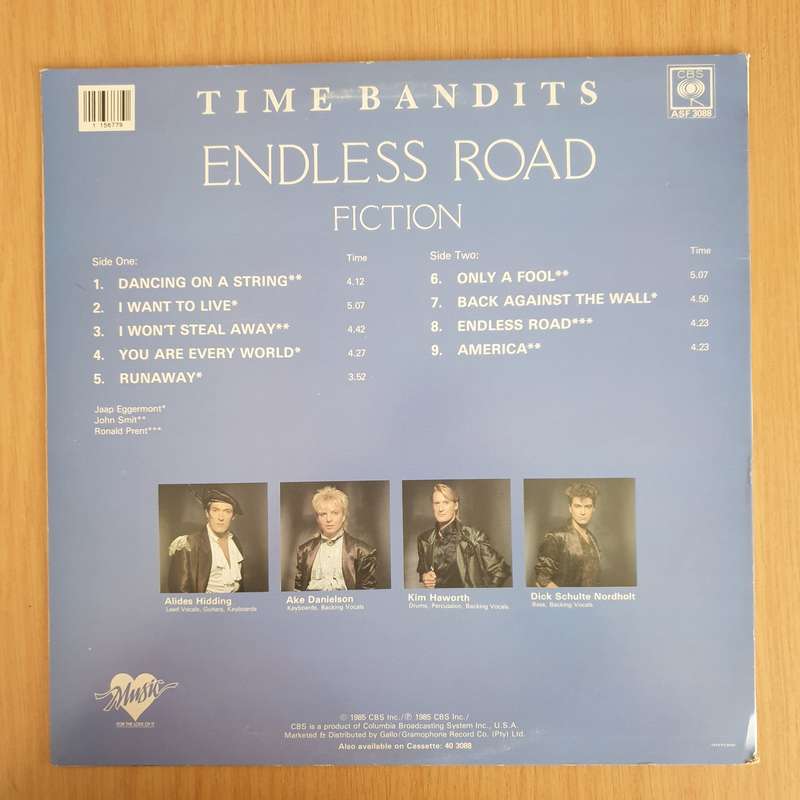 1 156779
TIME BANDITS
CBS
ASF 3088
ENDLESS ROAD
FICTION
Side One: Time
1. DANCING ON A STRING** 4.12
2. I WANT TO LIVE* 5.07
3. I WON'T STEAL AWAY** 4.42
4. YOU ARE EVERY WORLD* 4.27
5. RUNAWAY* 3.52
Jaap Eggermont*
John Smit**
Ronald Prent***
Side Two: Time
6. ONLY A FOOL** 5.07
7. BACK AGAINST THE WALL* 4.50
8. ENDLESS ROAD*** 4.23
9. AMERICA** 4.23
Alides Hidding
Lead Vocals, Guitars, Keyboards
Ake Danielson
Keyboards, Backing Vocals
Kim Haworth
Drums, Percussion, Backing Vocals
Dick Schulte Nordholt
Bass, Backing Vocals
Music
FOR THE LOVE OF IT
© 1985 CBS Inc./℗ 1985 CBS Inc./
CBS is a product of Columbia Broadcasting System Inc., U.S.A.
Marketed & Distributed by Gallo/Gramophone Record Co. (Pty) Ltd.
Also available on Cassette: 40 3088